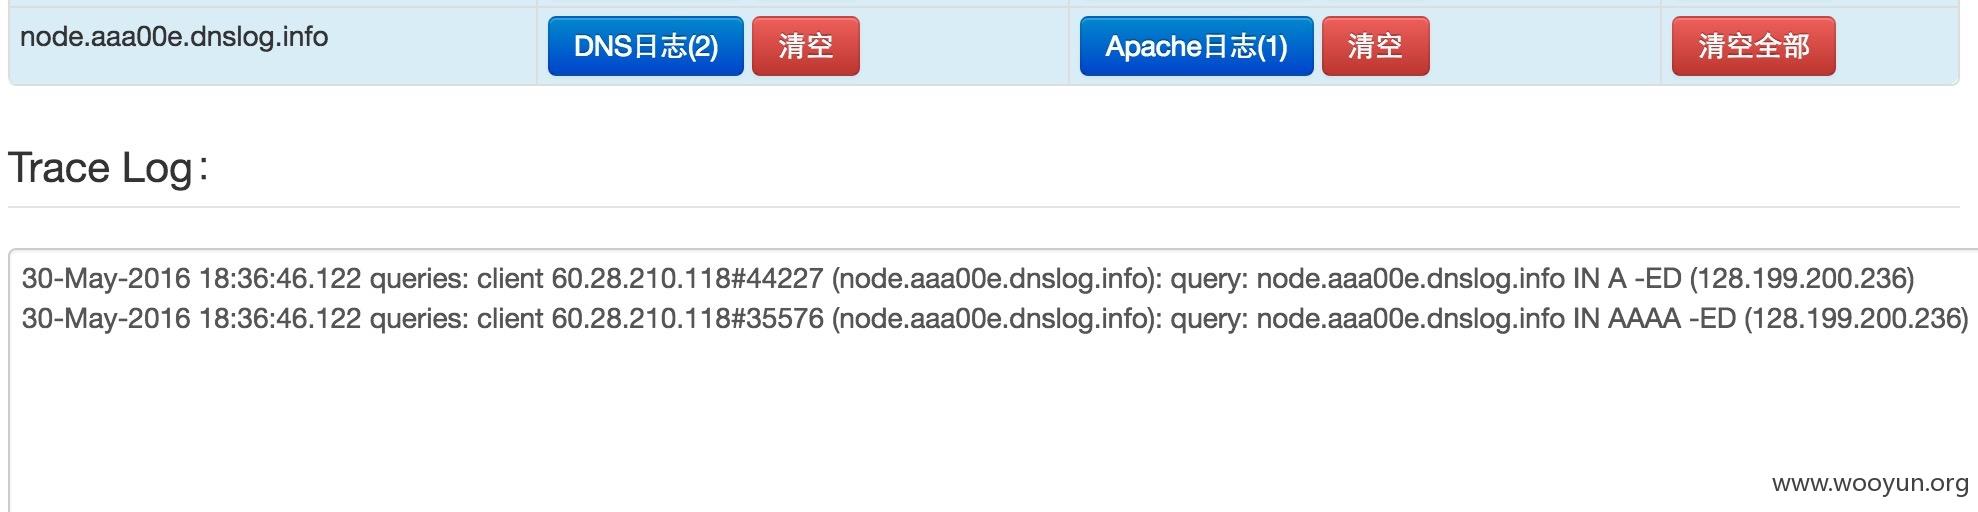 node.aaa00e.dnslog.info DNS日志(2) 清空 Apache日志(1) 清空 清空全部
Trace Log：
30-May-2016 18:36:46.122 queries: client 60.28.210.118#44227 (node.aaa00e.dnslog.info): query: node.aaa00e.dnslog.info IN A -ED (128.199.200.236)
30-May-2016 18:36:46.122 queries: client 60.28.210.118#35576 (node.aaa00e.dnslog.info): query: node.aaa00e.dnslog.info IN AAAA -ED (128.199.200.236)
www.wooyun.org